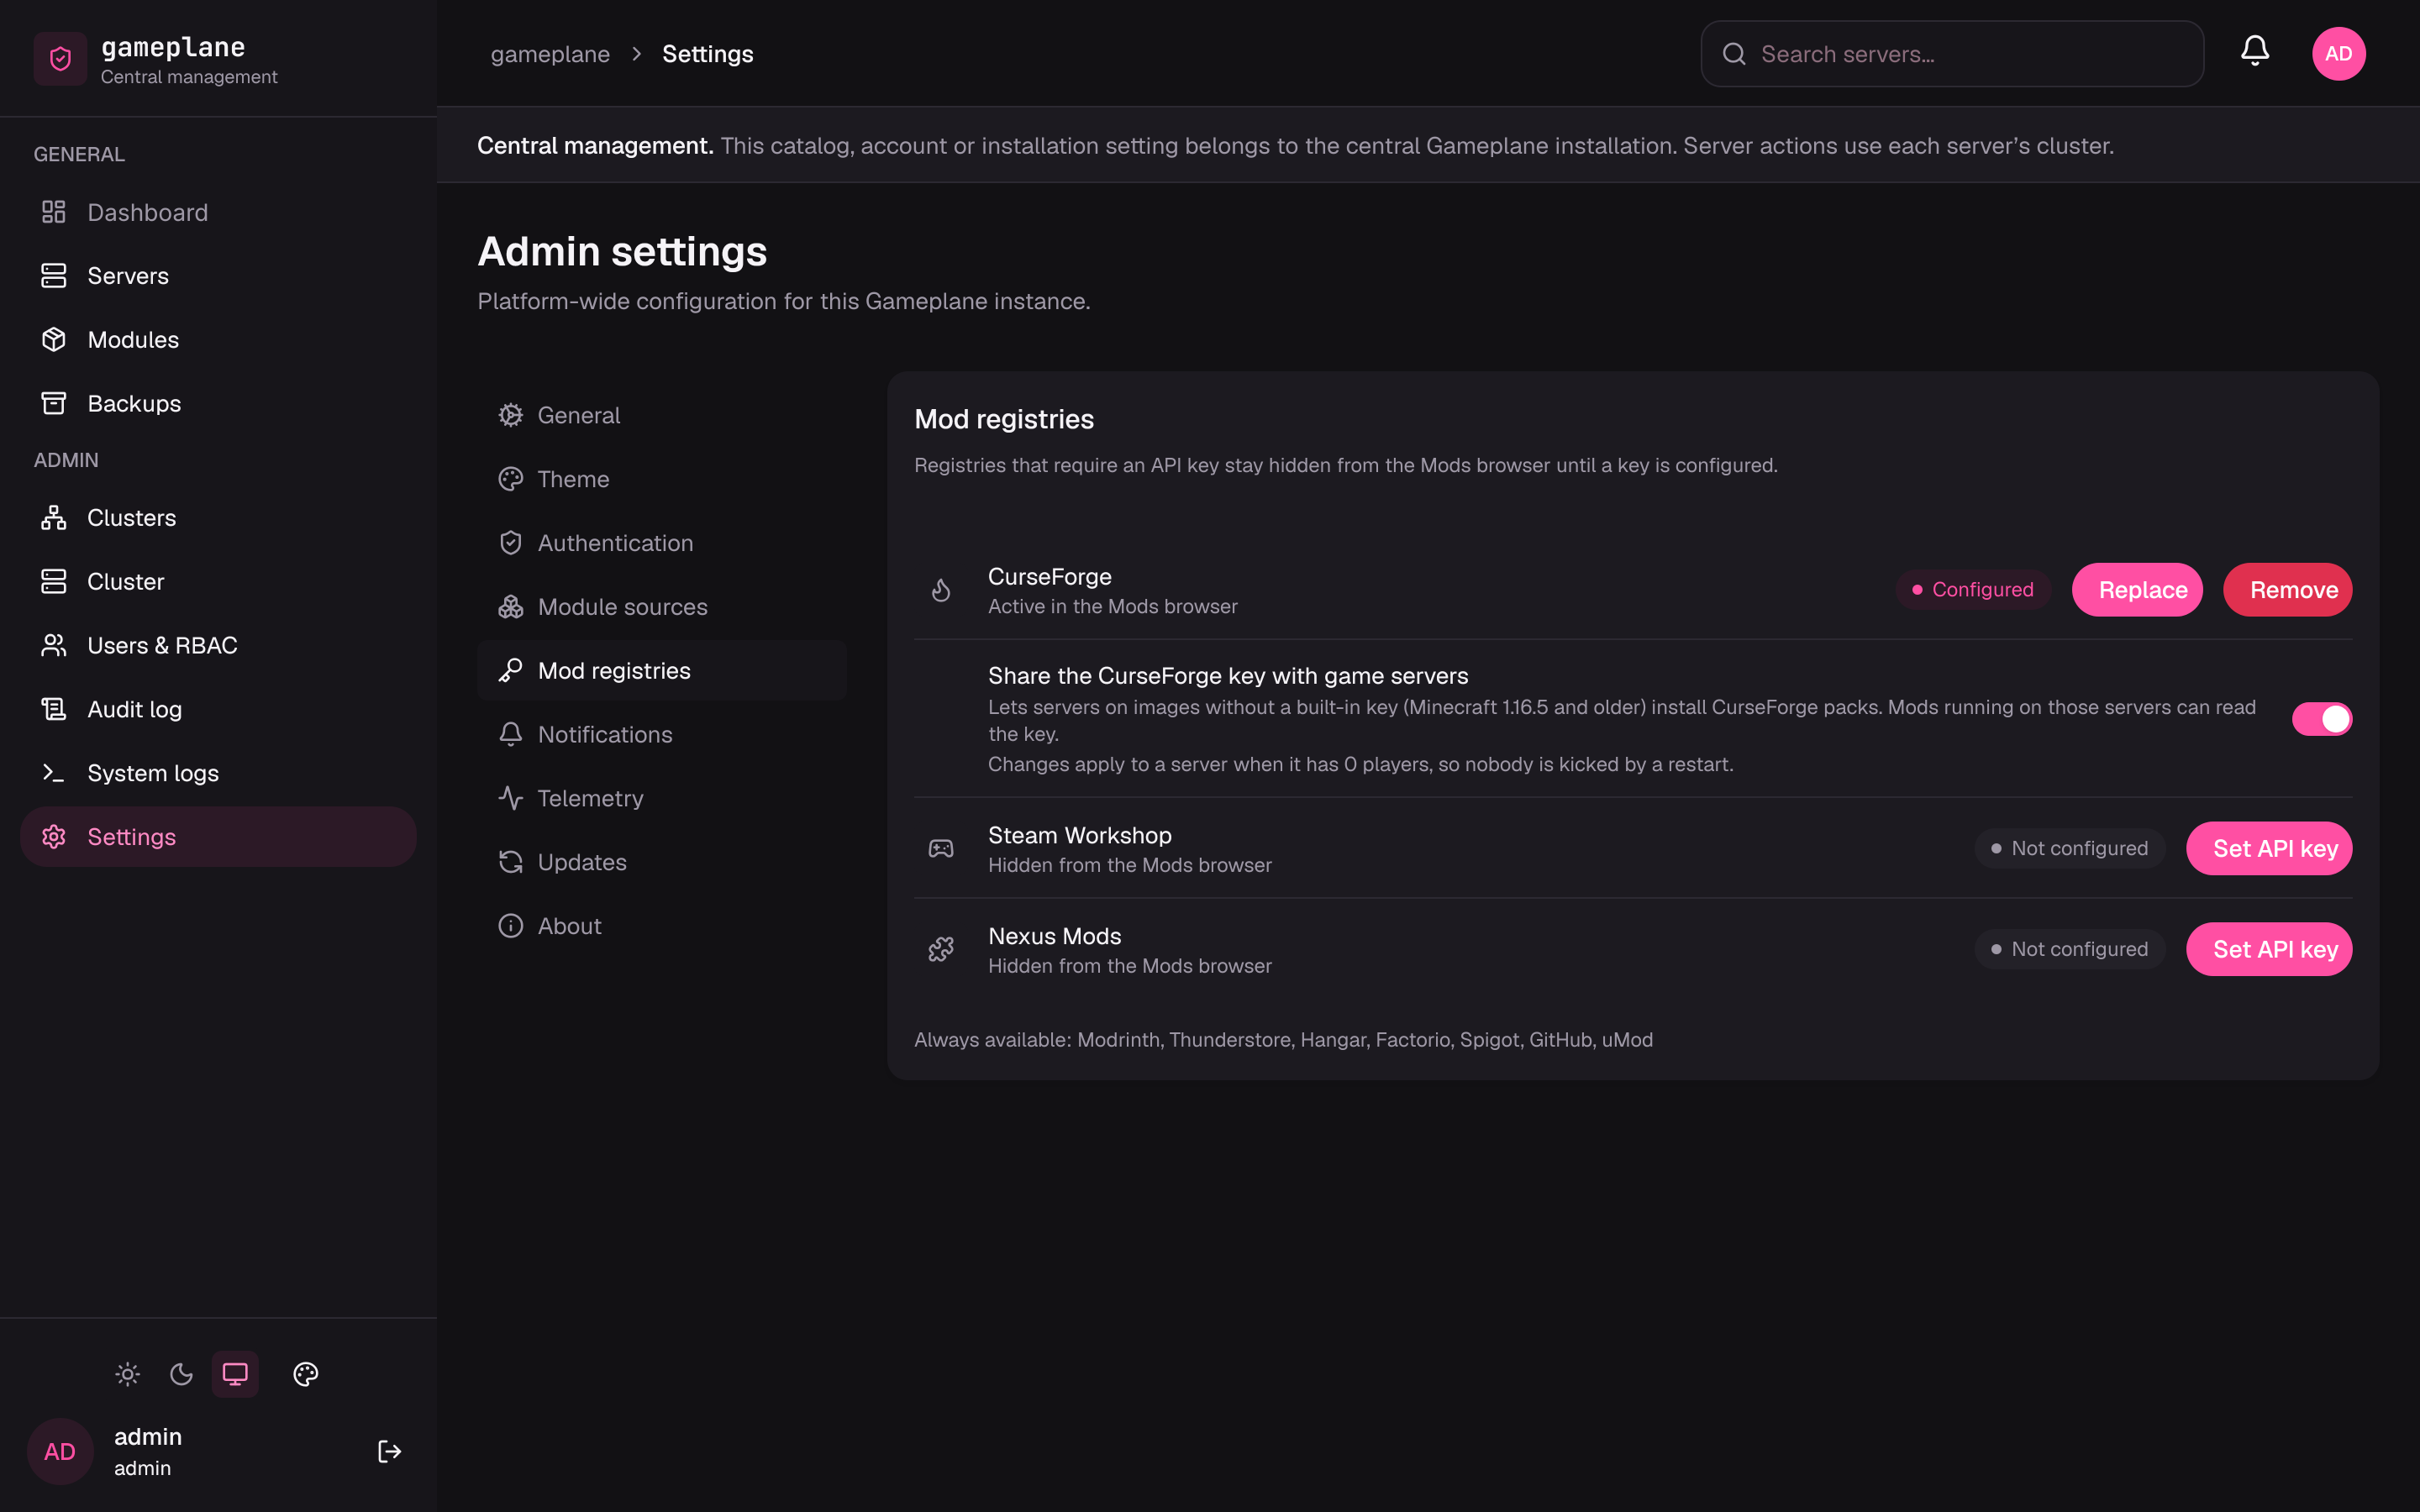 gameplane
Central management
GENERAL
Dashboard
Servers
Modules
Backups
ADMIN
Clusters
Cluster
Users & RBAC
Audit log
System logs
Settings
AD
admin
admin
gameplane
Settings
Search servers...
AD
Central management. This catalog, account or installation setting belongs to the central Gameplane installation. Server actions use each server’s cluster.
Admin settings
Platform-wide configuration for this Gameplane instance.
General
Theme
Authentication
Module sources
Mod registries
Notifications
Telemetry
Updates
About
Mod registries
Registries that require an API key stay hidden from the Mods browser until a key is configured.
CurseForge
Active in the Mods browser
Configured
Replace
Remove
Share the CurseForge key with game servers
Lets servers on images without a built-in key (Minecraft 1.16.5 and older) install CurseForge packs. Mods running on those servers can read
the key.
Changes apply to a server when it has 0 players, so nobody is kicked by a restart.
Steam Workshop
Hidden from the Mods browser
Not configured
Set API key
Nexus Mods
Hidden from the Mods browser
Not configured
Set API key
Always available: Modrinth, Thunderstore, Hangar, Factorio, Spigot, GitHub, uMod